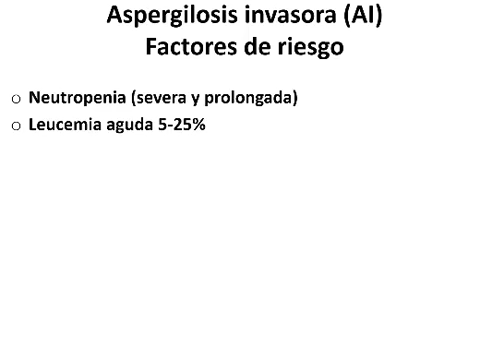 Aspergilosis invasora (AI)
Factores de riesgo
○ Neutropenia (severa y prolongada)
○ Leucemia aguda 5-25%